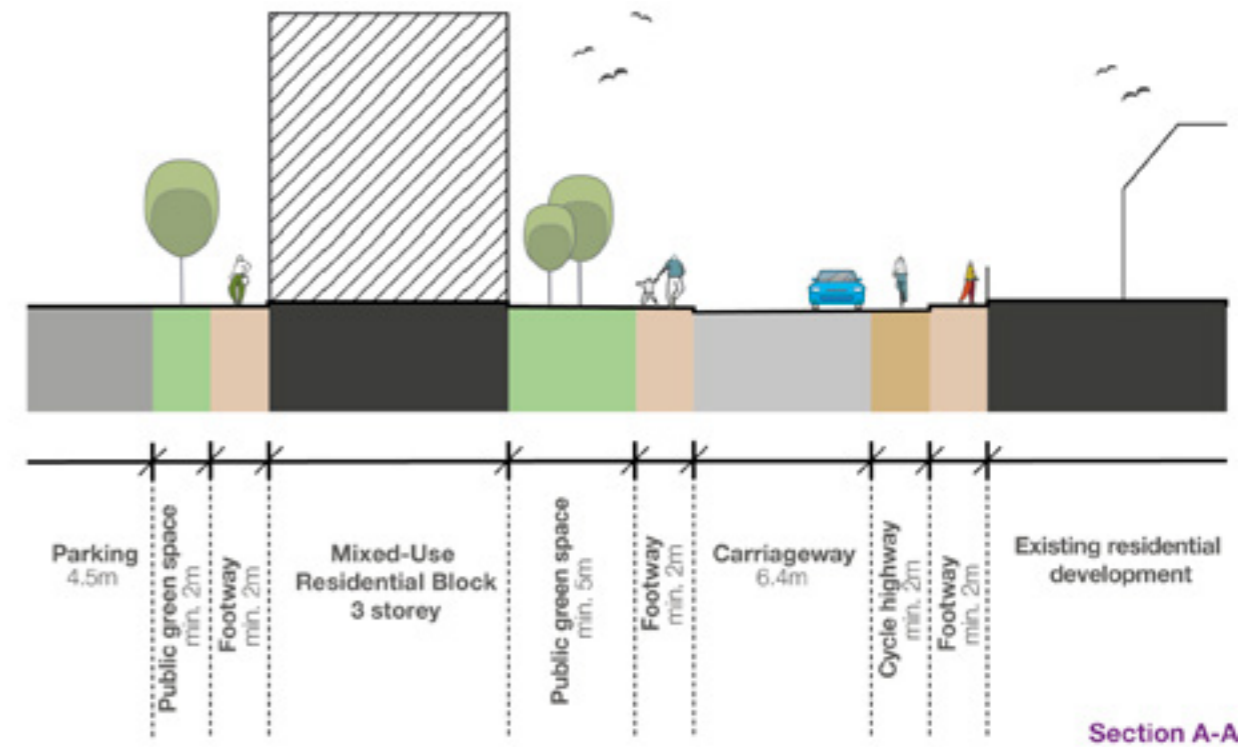 Parking
4.5m
Public green space
min. 2m
Footway
min. 2m
Mixed-Use
Residential Block
3 storey
Public green space
min. 5m
Footway
min. 2m
Carriageway
6.4m
Cycle highway
min. 2m
Footway
min. 2m
Existing residential
development
Section A-A